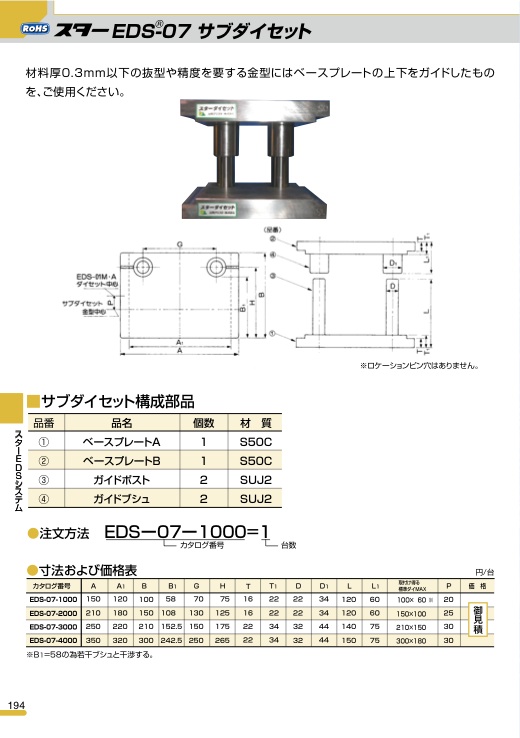 RoHS スターEDS®-07 サブダイセット
材料厚0.3mm以下の抜型や精度を要する金型にはベースプレートの上下をガイドしたもの
を、ご使用ください。
スターダイセット
スターダイセット
(品番)
G
EDS-01M・A
ダイセット中心
サブダイセット
金型中心
P
B1
H
B
A1
A
②
④
③
①
T
T1
L1
D1
D
L
T
T1
※ロケーションピン穴はありません。
■サブダイセット構成部品
品番 品名 個数 材質
① ベースプレートA 1 S50C
② ベースプレートB 1 S50C
③ ガイドポスト 2 SUJ2
④ ガイドブシュ 2 SUJ2
スターEDSシステム
●注文方法 EDS-07-1000=1
カタログ番号 台数
●寸法および価格表 円/台
カタログ番号 A A1 B B1 G H T T1 D D1 L L1 取付け得る標準ダイMAX P 価格
EDS-07-1000 150 120 100 58 70 75 16 22 22 34 120 60 100×60※ 20
EDS-07-2000 210 180 150 108 130 125 16 22 22 34 120 60 150×100 25
EDS-07-3000 250 220 210 152.5 150 175 22 34 32 44 140 75 210×150 30
EDS-07-4000 350 320 300 242.5 250 265 22 34 32 44 150 75 300×180 30
御見積
※B1=58の為若干ブシュと干渉する。
194